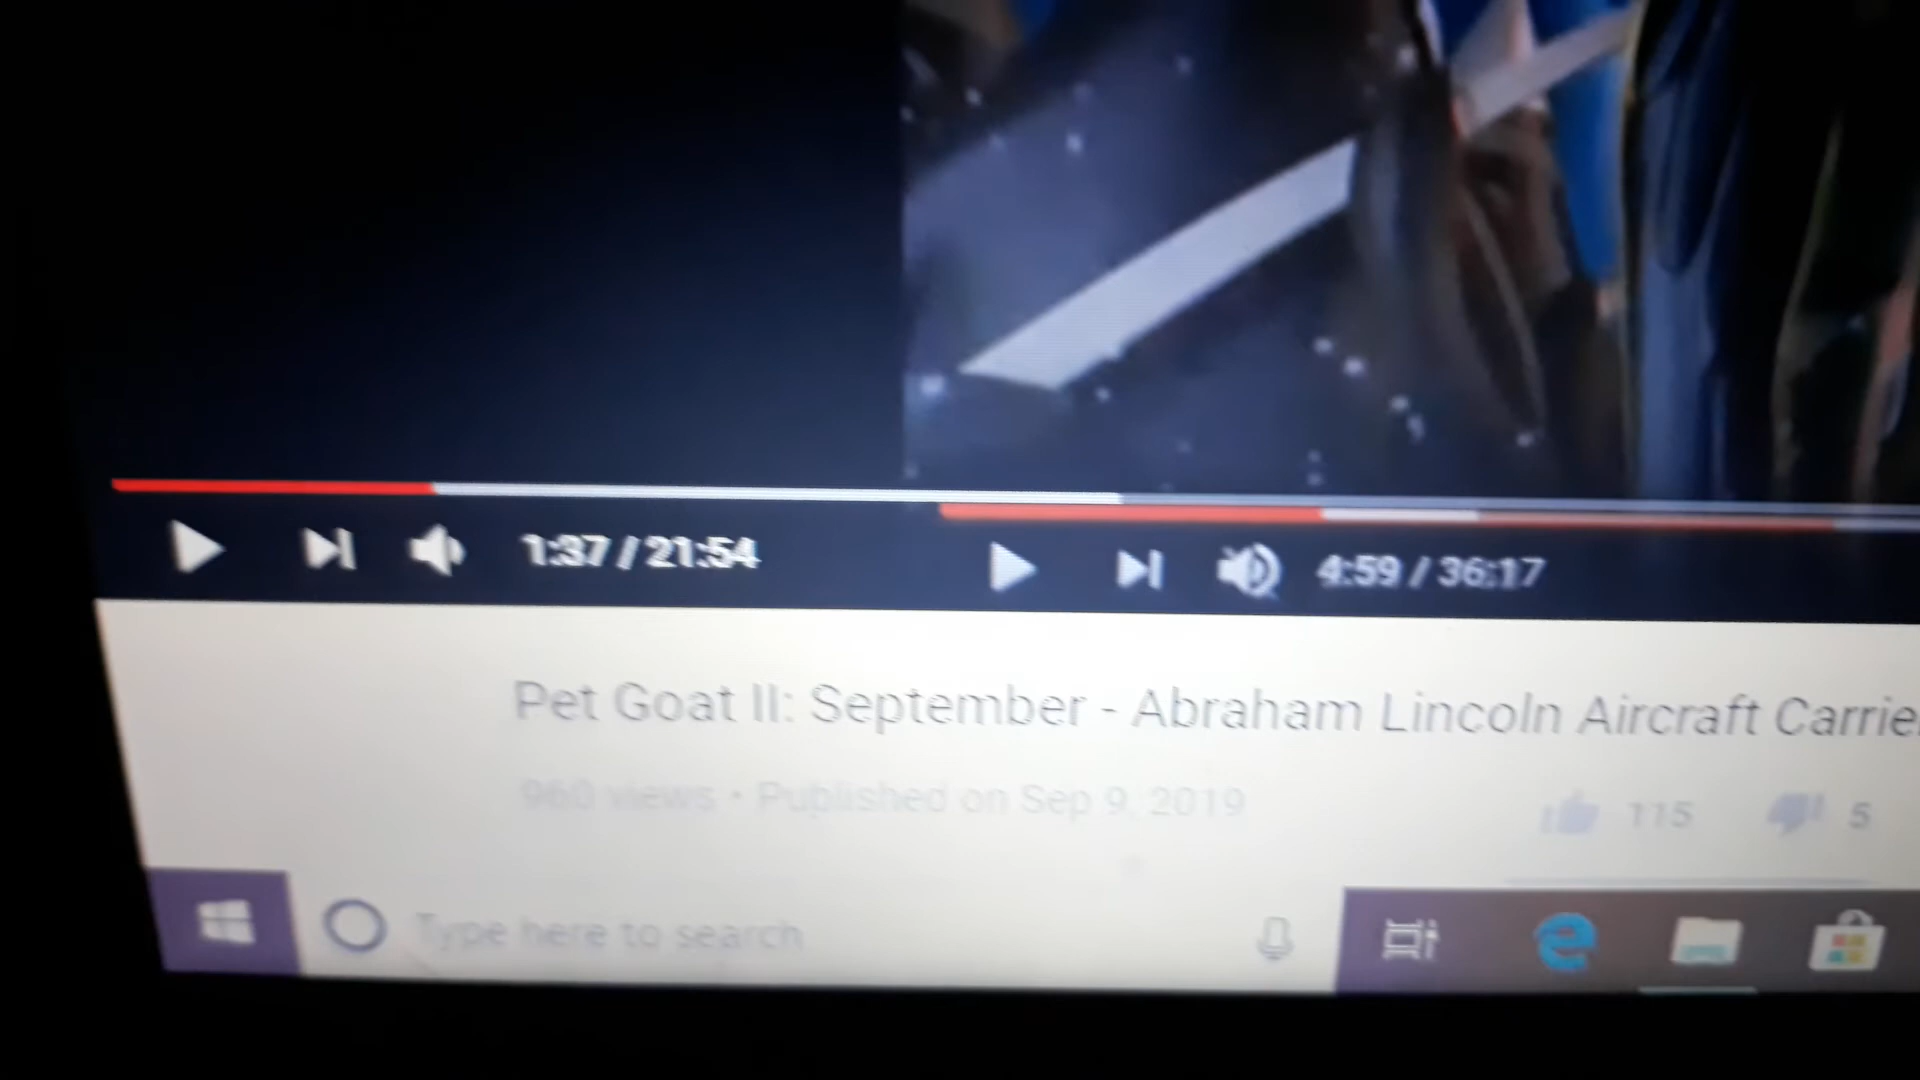 1:37 / 21:54
4:59 / 36:17
Pet Goat II: September - Abraham Lincoln Aircraft Carrie
960 views • Published on Sep 9, 2019
115
5
Type here to search